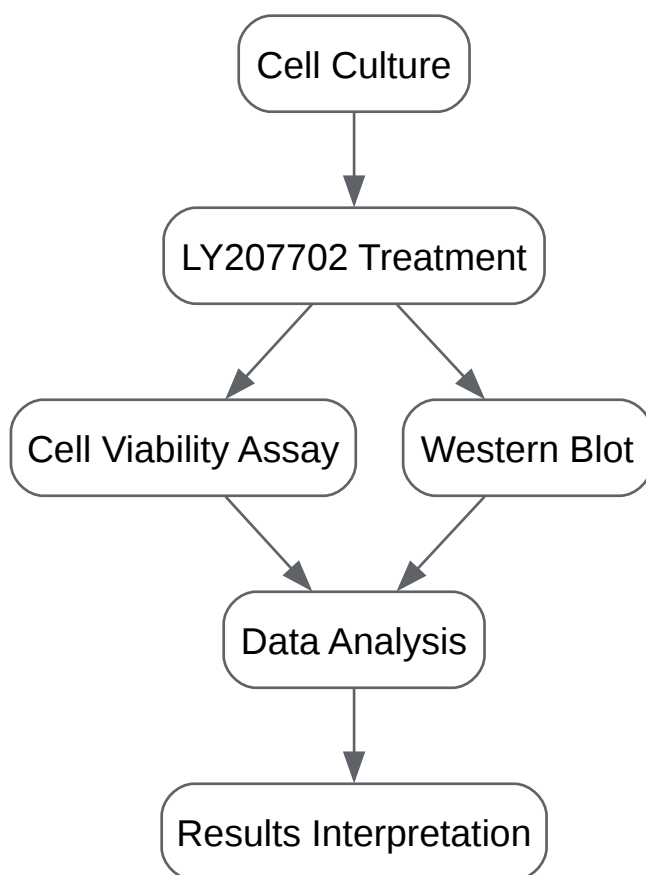 Cell Culture
LY207702 Treatment
Cell Viability Assay
Western Blot
Data Analysis
Results Interpretation